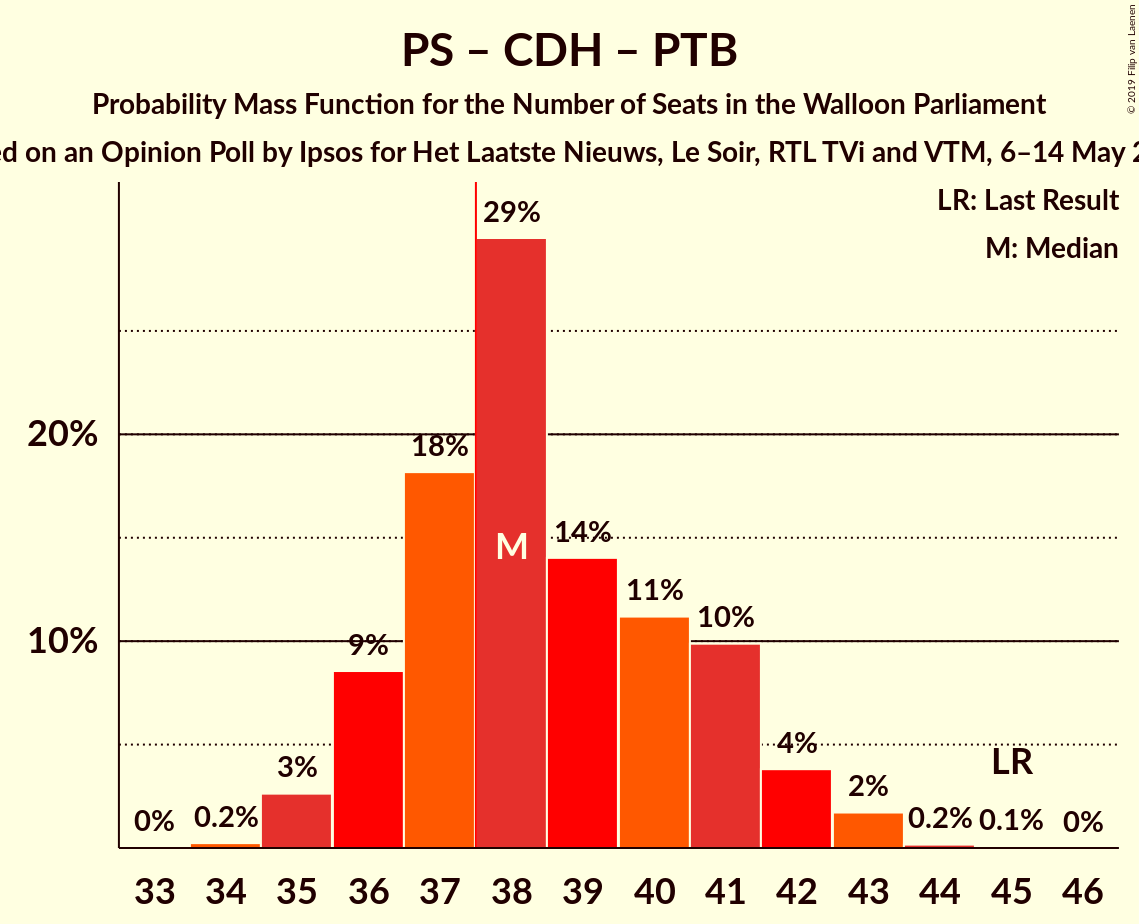 PS – CDH – PTB
Probability Mass Function for the Number of Seats in the Walloon Parliament
on an Opinion Poll by Ipsos for Het Laatste Nieuws, Le Soir, RTL TVi and VTM, 6–14 May
© 2019 Filip van Laenen
LR: Last Result
M: Median
29%
20%
18%
M
14%
11%
10%
10%
9%
4%
LR
3%
2%
0%
0.2%
0.2%
0.1%
0%
33 34 35 36 37 38 39 40 41 42 43 44 45 46